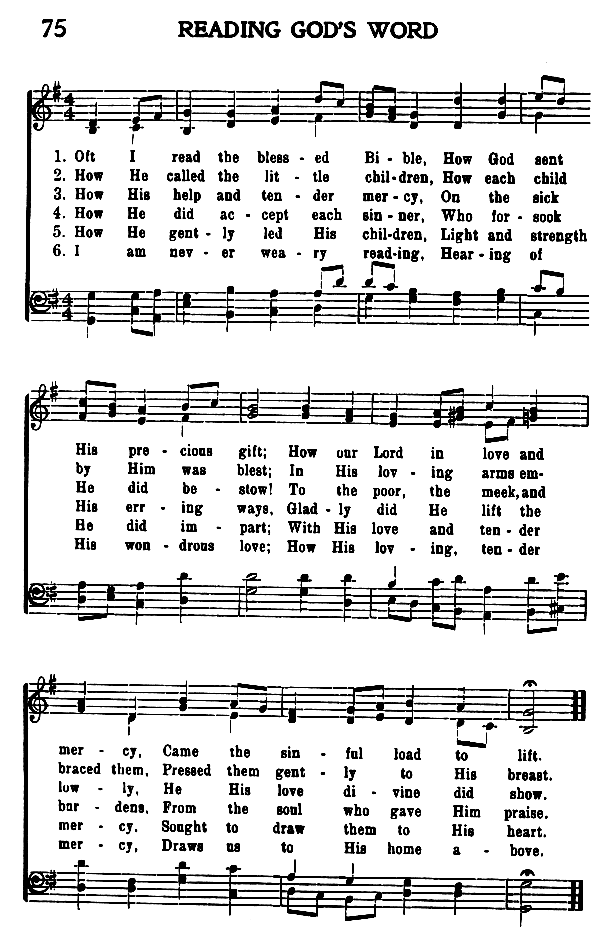 75 READING GOD'S WORD
1. Oft I read the bless - ed Bi - ble, How God sent
2. How He called the lit - tle chil-dren, How each child
3. How His help and ten - der mer - cy, On the sick
4. How He did ac - cept each sin - ner, Who for - sook
5. How He gent - ly led His chil-dren, Light and strength
6. I am nev - er wea - ry read-ing, Hear - ing of
His pre - cious gift; How our Lord in love and
by Him was blest; In His lov - ing arms em-
He did be - stow! To the poor, the meek, and
His err - ing ways, Glad - ly did He lift the
He did im - part; With His love and ten - der
His won - drous love; How His lov - ing, ten - der
mer - cy, Came the sin - ful load to lift.
braced them, Pressed them gent - ly to His breast.
low - ly, He His love di - vine did show.
bur - dens, From the soul who gave Him praise.
mer - cy, Sought to draw them to His heart.
mer - cy, Draws us to His home a - bove.